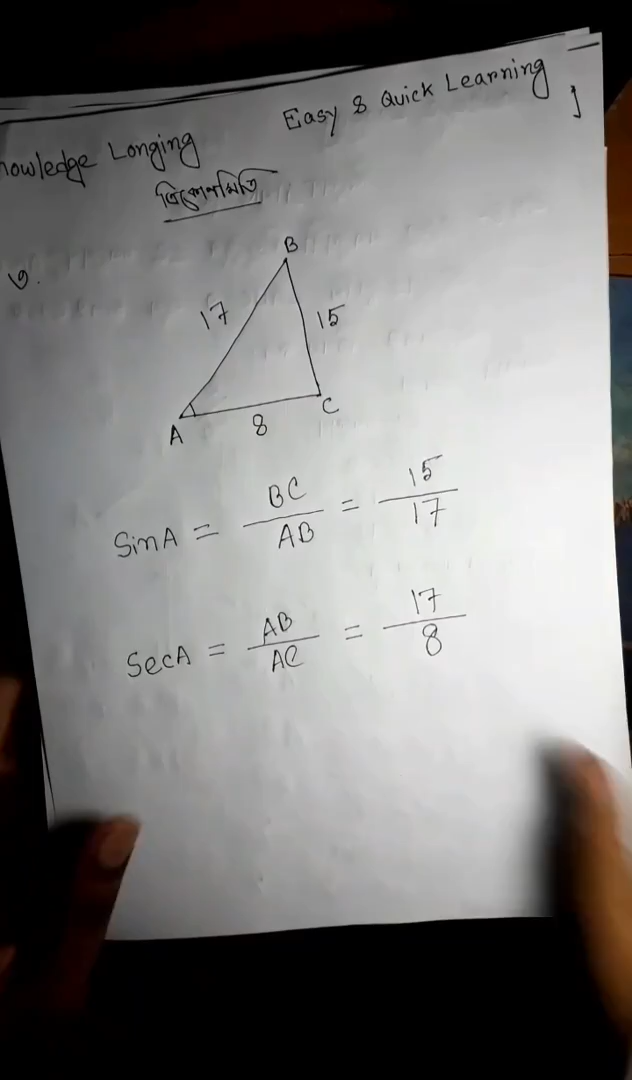 Easy & Quick Learning
nowledge Longing
ত্রিকোণমিতি
৩.
B
17
15
A
8
C
SinA = BC / AB = 15 / 17
SecA = AB / AC = 17 / 8